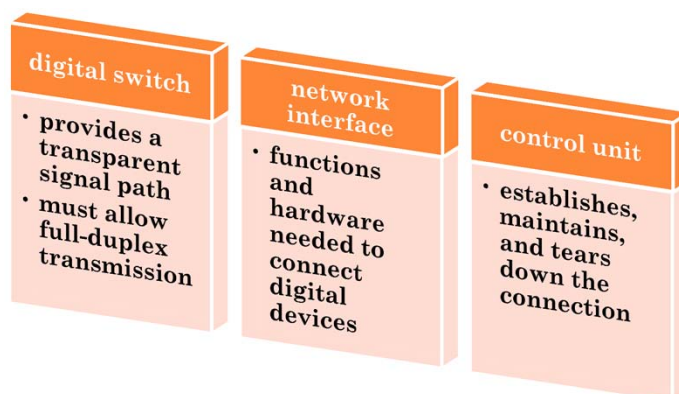 digital switch
• provides a
transparent
signal path
• must allow
full-duplex
transmission
network
interface
• functions
and
hardware
needed to
connect
digital
devices
control unit
• establishes,
maintains,
and tears
down the
connection